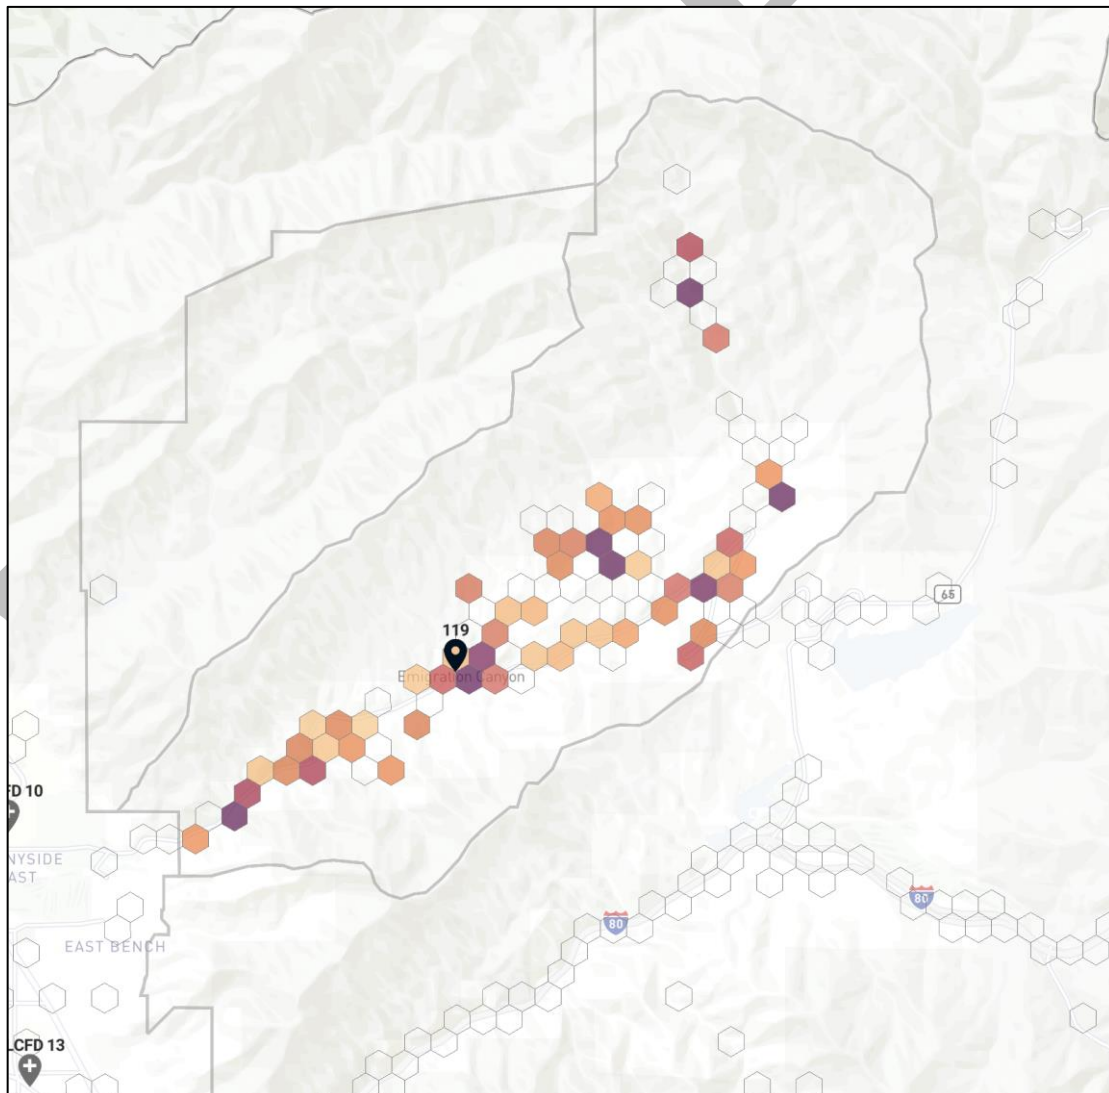 65
119
Emigration Canyon
FD 10
NYSIDE
AST
80
80
EAST BENCH
LCFD 13